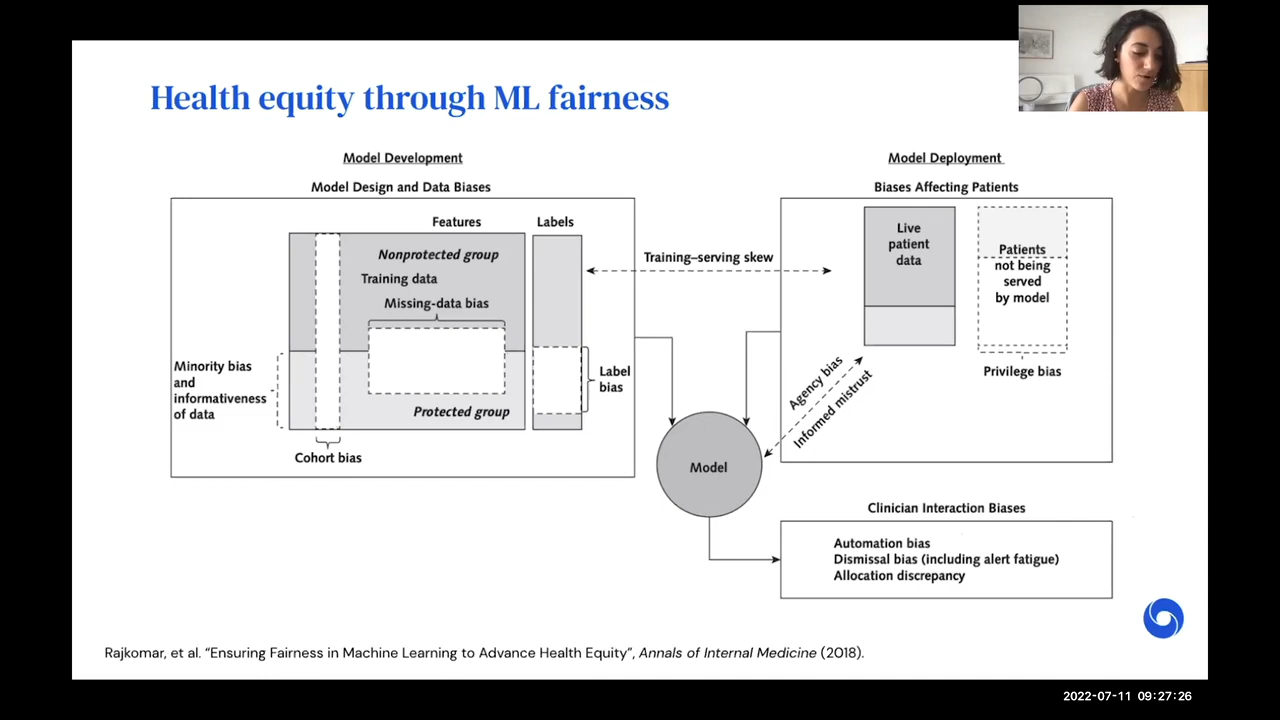 Health equity through ML fairness
Model Development
Model Design and Data Biases
Features
Labels
Nonprotected group
Training data
Missing-data bias
Minority bias
and
informativeness
of data
Label
bias
Protected group
Cohort bias
Training–serving skew
Model Deployment
Biases Affecting Patients
Live
patient
data
Patients
not being
served
by model
Privilege bias
Agency bias
Informed mistrust
Model
Clinician Interaction Biases
Automation bias
Dismissal bias (including alert fatigue)
Allocation discrepancy
Rajkomar, et al. “Ensuring Fairness in Machine Learning to Advance Health Equity”, Annals of Internal Medicine (2018).
2022-07-11 09:27:26